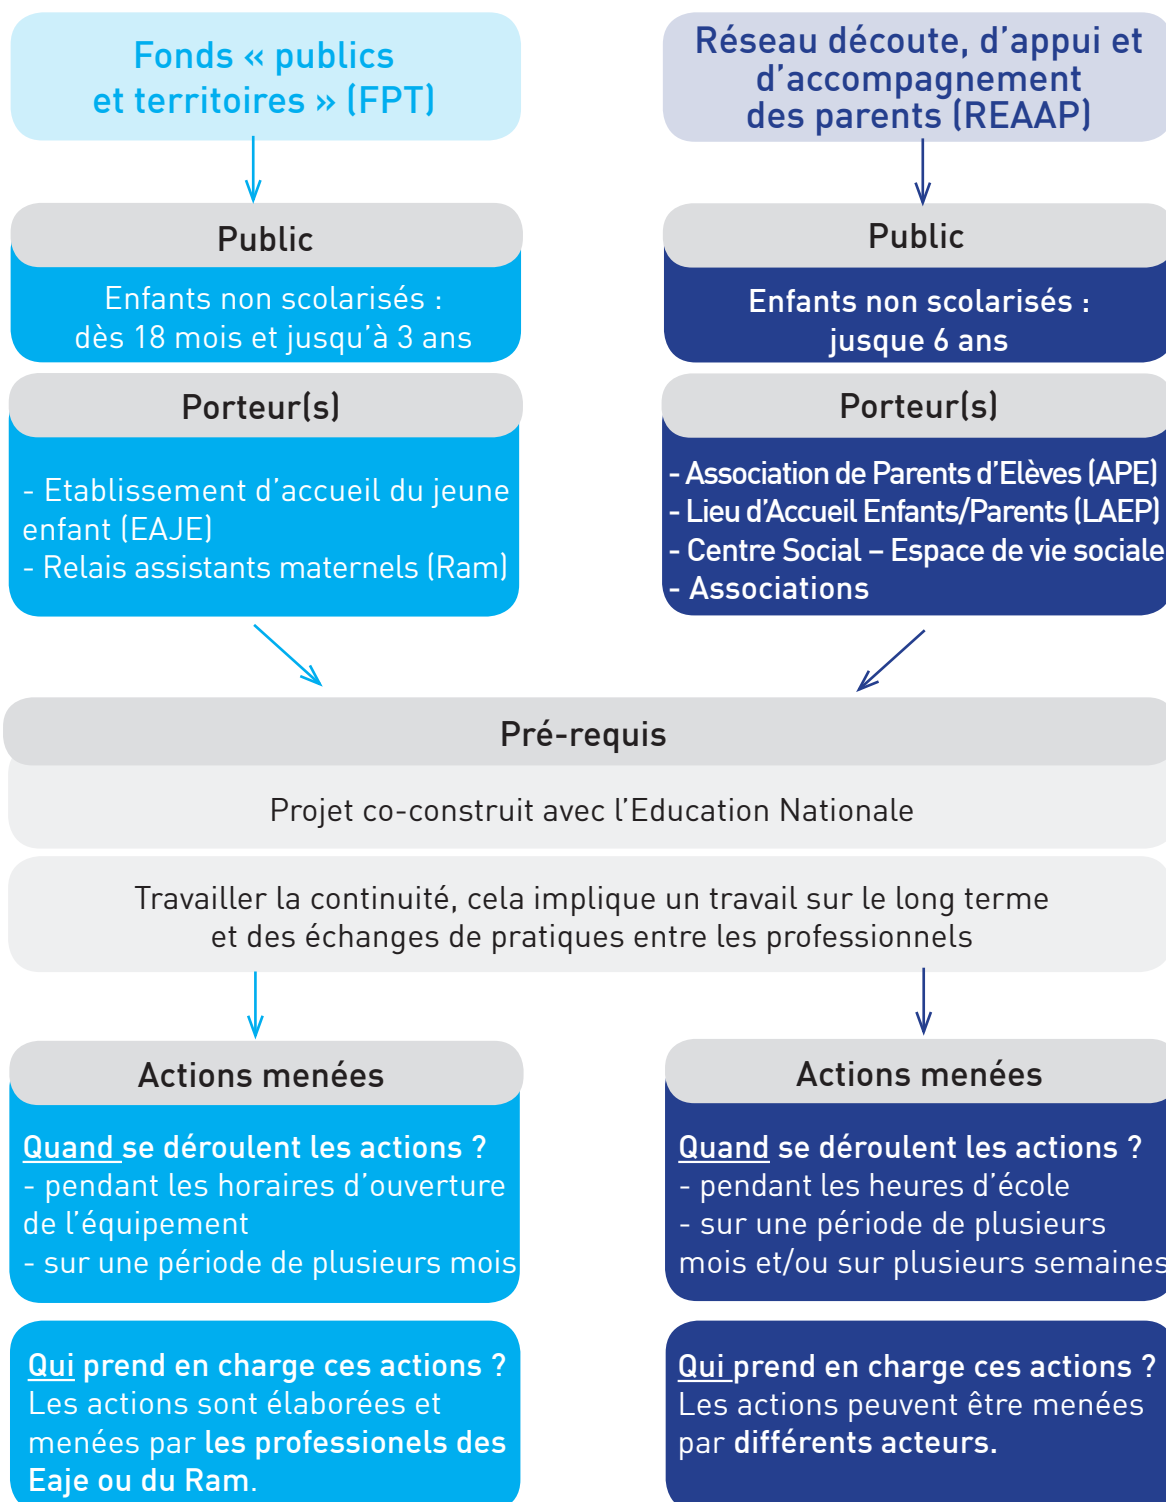 Fonds « publics
et territoires » (FPT)
Réseau découte, d'appui et
d'accompagnement
des parents (REAAP)
Public
Enfants non scolarisés :
dès 18 mois et jusqu'à 3 ans
Public
Enfants non scolarisés :
jusque 6 ans
Porteur(s)
- Etablissement d'accueil du jeune
enfant (EAJE)
- Relais assistants maternels (Ram)
Porteur(s)
- Association de Parents d'Elèves (APE)
- Lieu d'Accueil Enfants/Parents (LAEP)
- Centre Social – Espace de vie sociale
- Associations
Pré-requis
Projet co-construit avec l'Education Nationale
Travailler la continuité, cela implique un travail sur le long terme
et des échanges de pratiques entre les professionnels
Actions menées
Quand se déroulent les actions ?
- pendant les horaires d'ouverture
de l'équipement
- sur une période de plusieurs mois
Qui prend en charge ces actions ?
Les actions sont élaborées et
menées par les professionels des
Eaje ou du Ram.
Actions menées
Quand se déroulent les actions ?
- pendant les heures d'école
- sur une période de plusieurs
mois et/ou sur plusieurs semaines
Qui prend en charge ces actions ?
Les actions peuvent être menées
par différents acteurs.